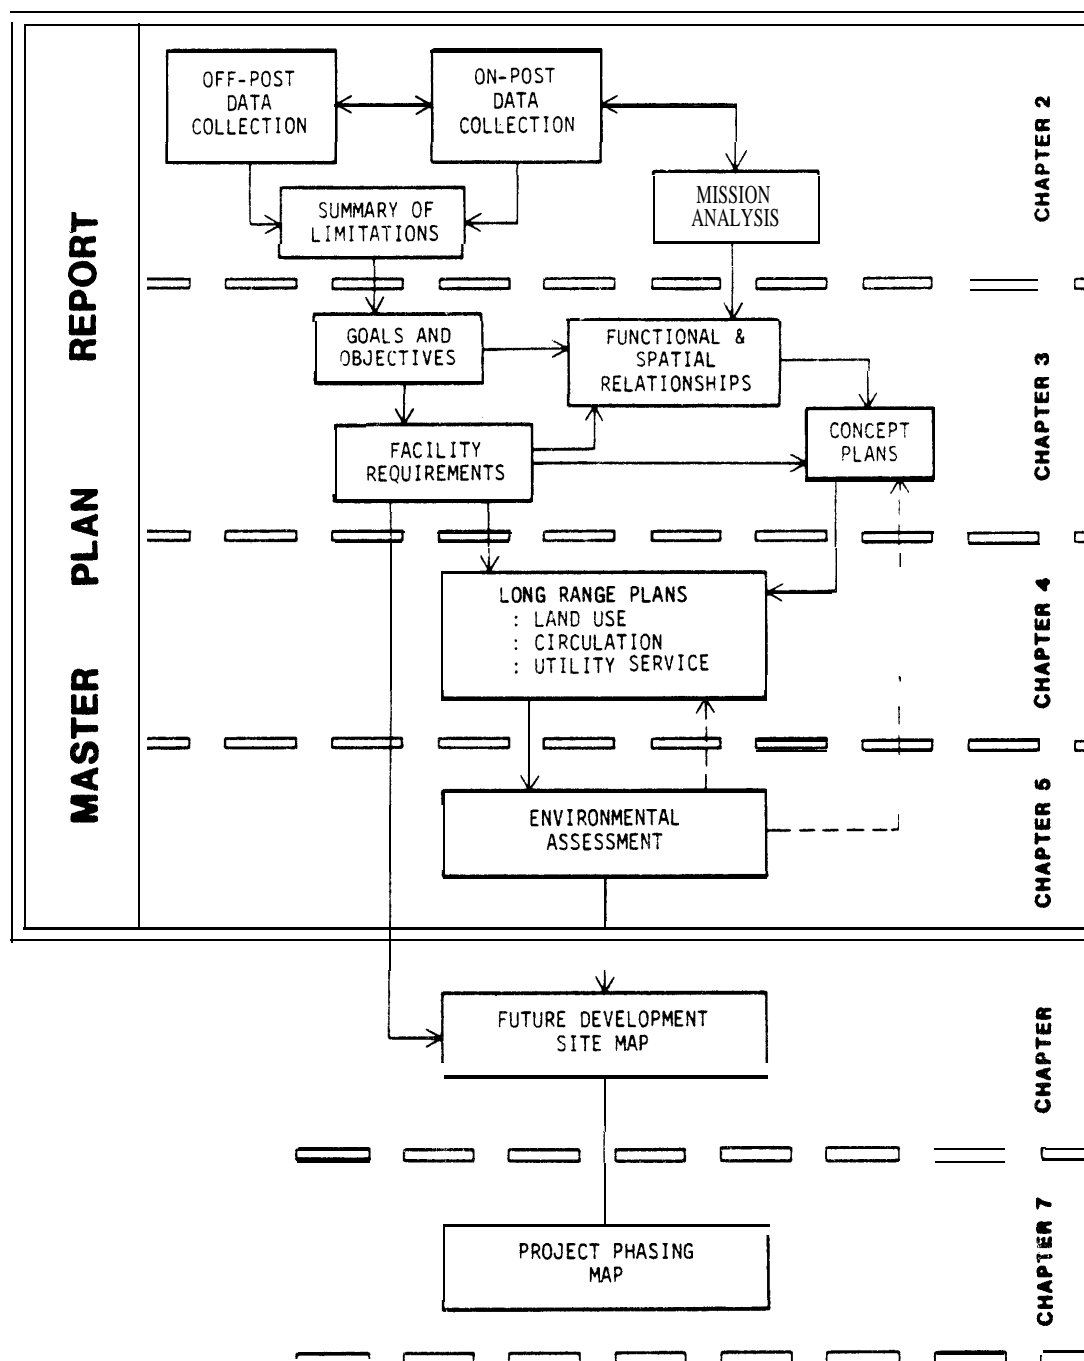 OFF-POST
DATA
COLLECTION
ON-POST
DATA
COLLECTION
MISSION
ANALYSIS
SUMMARY OF
LIMITATIONS
CHAPTER 2
GOALS AND
OBJECTIVES
FUNCTIONAL &
SPATIAL
RELATIONSHIPS
CONCEPT
PLANS
FACILITY
REQUIREMENTS
CHAPTER 3
LONG RANGE PLANS
: LAND USE
: CIRCULATION
: UTILITY SERVICE
CHAPTER 4
ENVIRONMENTAL
ASSESSMENT
CHAPTER 5
MASTER PLAN REPORT
FUTURE DEVELOPMENT
SITE MAP
CHAPTER
PROJECT PHASING
MAP
CHAPTER 7